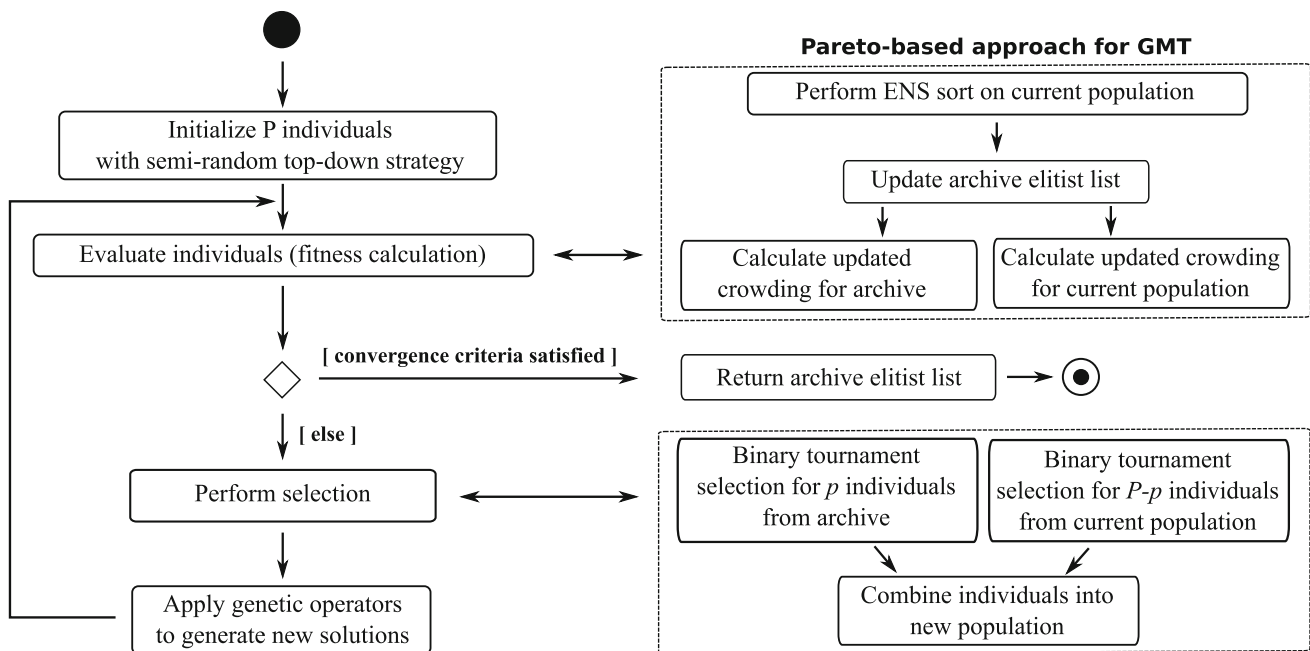 Pareto-based approach for GMT
Initialize P individuals
with semi-random top-down strategy
Evaluate individuals (fitness calculation)
Perform ENS sort on current population
Update archive elitist list
Calculate updated
crowding for archive
Calculate updated crowding
for current population
[ convergence criteria satisfied ]
Return archive elitist list
[ else ]
Perform selection
Binary tournament
selection for p individuals
from archive
Binary tournament
selection for P-p individuals
from current population
Combine individuals into
new population
Apply genetic operators
to generate new solutions